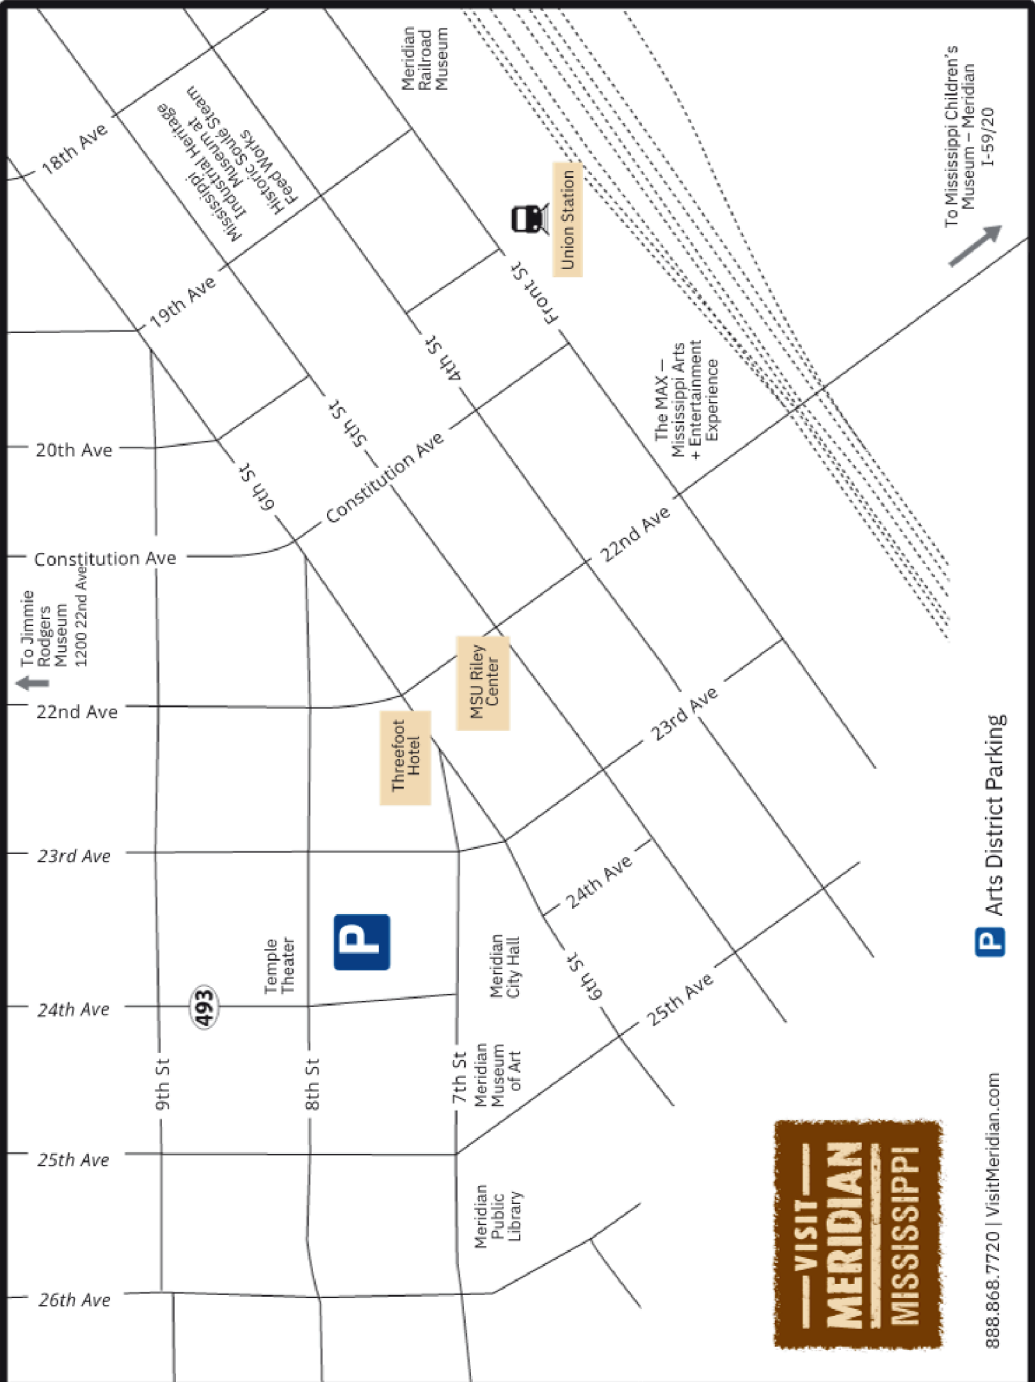 18th Ave
Mississippi
Industrial Heritage
Museum at
Historic Soulé Steam
Feed Works
Meridian
Railroad
Museum
To Mississippi Children's
Museum – Meridian
I-59/20
Union Station
19th Ave
Front St
4th St
The MAX —
Mississippi Arts
+ Entertainment
Experience
20th Ave
5th St
6th St
Constitution Ave
Constitution Ave
22nd Ave
To Jimmie
Rodgers
Museum
1200 22nd Ave
22nd Ave
MSU Riley
Center
Threefoot
Hotel
23rd Ave
23rd Ave
24th Ave
P
Temple
Theater
Meridian
City Hall
6th St
25th Ave
24th Ave
493
9th St
8th St
7th St
Meridian
Museum
of Art
25th Ave
Meridian
Public
Library
26th Ave
P Arts District Parking
VISIT
MERIDIAN
MISSISSIPPI
888.868.7720 | VisitMeridian.com